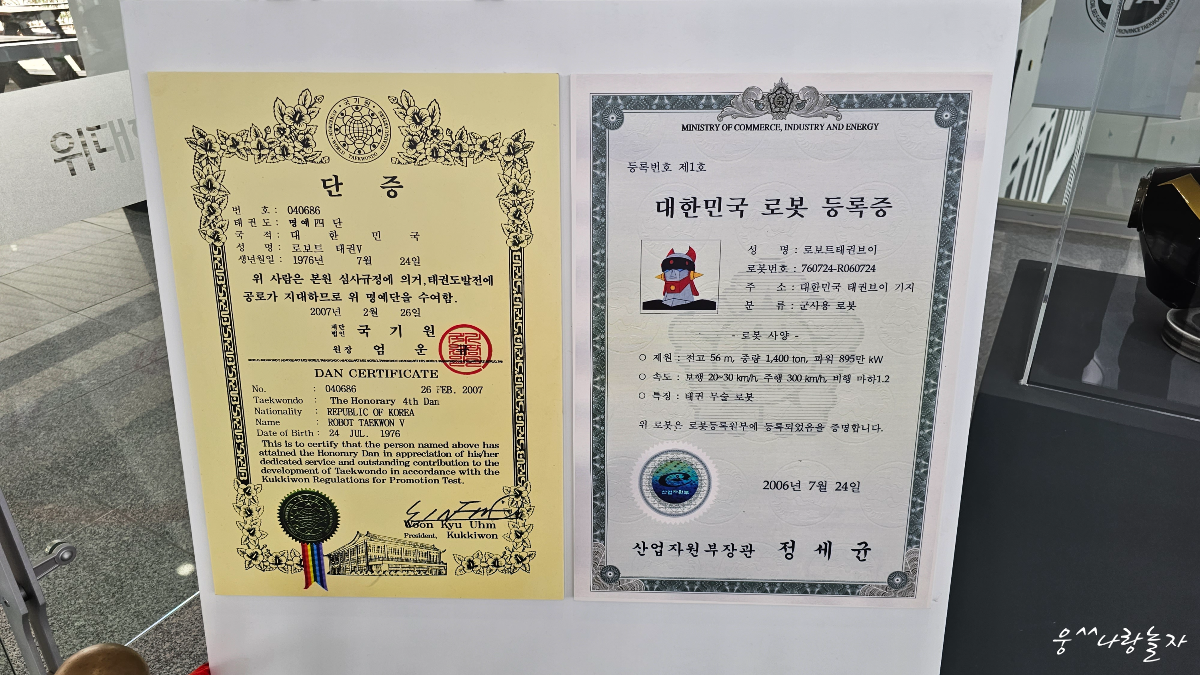 위대한
국기원
TAEKWONDO
단 증
번 호 : 040686
태 권 도 : 명예 四 단
국 적 : 대 한 민 국
성 명 : 로보트 태권V
생년월일 : 1976년 7월 24일
위 사람은 본원 심사규정에 의거, 태권도발전에
공로가 지대하므로 위 명예단을 수여함.
2007년 2월 26일
재단법인 국 기 원
원장 엄 운
DAN CERTIFICATE
No. : 040686 26 FEB. 2007
Taekwondo : The Honorary 4th Dan
Nationality : REPUBLIC OF KOREA
Name : ROBOT TAEKWON V
Date of Birth : 24 JUL. 1976
This is to certify that the person named above has
attained the Honorary Dan in appreciation of his/her
dedicated service and outstanding contribution to the
development of Taekwondo in accordance with the
Kukkiwon Regulations for Promotion Test.
Woon Kyu Uhm
President, Kukkiwon
MINISTRY OF COMMERCE, INDUSTRY AND ENERGY
등록번호 제1호
대한민국 로봇 등록증
성 명 : 로보트태권브이
로봇번호 : 760724-R060724
주 소 : 대한민국 태권브이 기지
분 류 : 군사용 로봇
- 로봇 사양 -
○ 제원 : 전고 56 m, 중량 1,400 ton, 파워 895만 kW
○ 속도 : 보행 20~30 km/h, 주행 300 km/h, 비행 마하1.2
○ 특징 : 태권 무술 로봇
위 로봇은 로봇등록원부에 등록되었음을 증명합니다.
산업자원부
2006년 7월 24일
산업자원부장관 정 세 균
웅^^나랑놀자